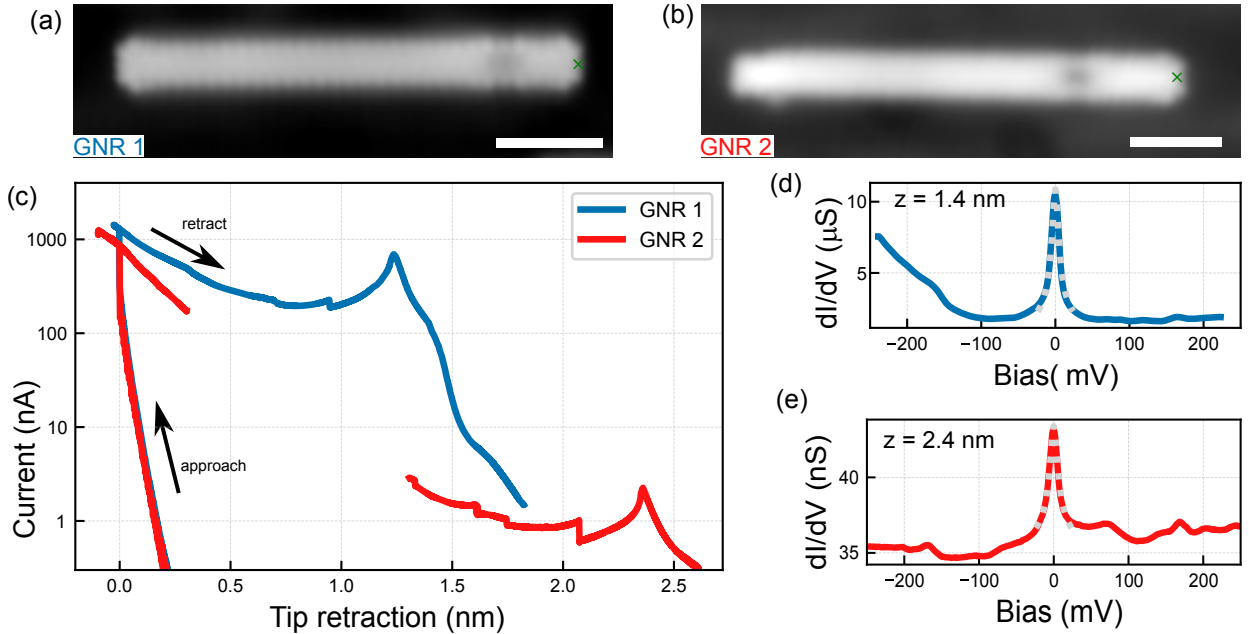 (a)
GNR 1
(b)
GNR 2
(c)
Current (nA)
1000
100
10
1
retract
approach
GNR 1
GNR 2
0.0 0.5 1.0 1.5 2.0 2.5
Tip retraction (nm)
(d)
z = 1.4 nm
dI/dV (μS)
10
5
−200 −100 0 100 200
Bias( mV)
(e)
z = 2.4 nm
dI/dV (nS)
40
35
−200 −100 0 100 200
Bias (mV)